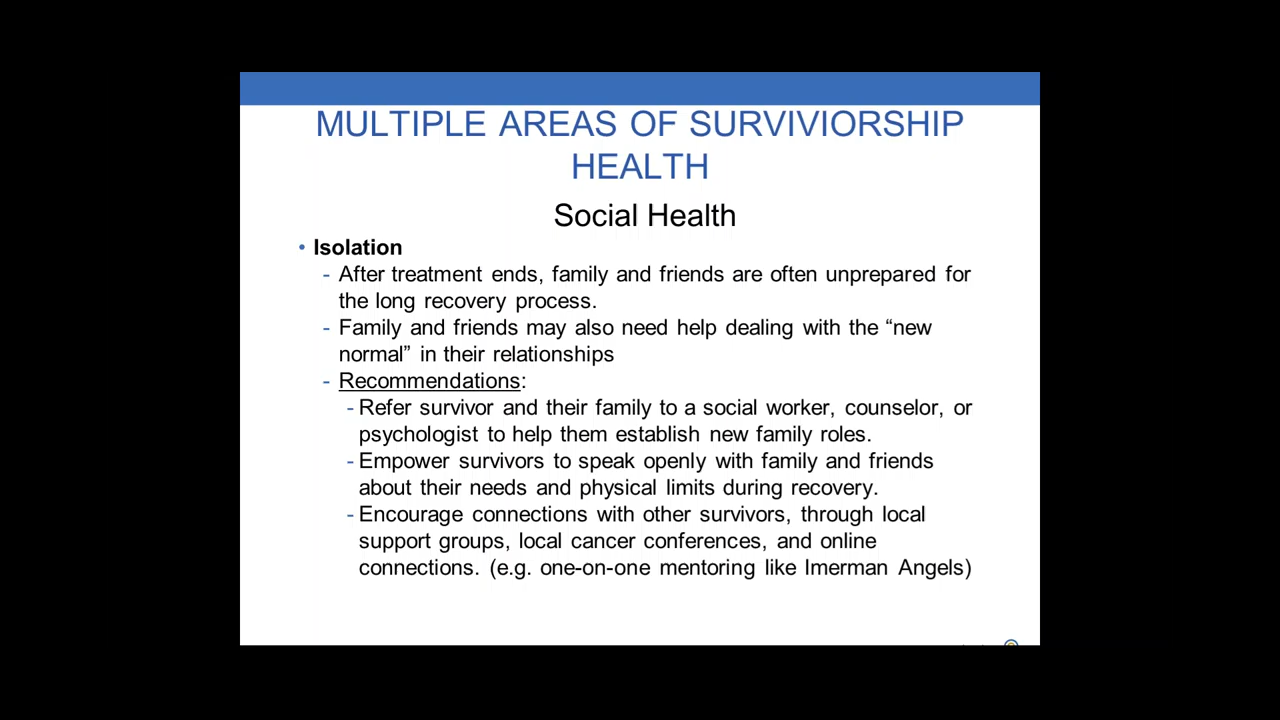 MULTIPLE AREAS OF SURVIVIORSHIP
HEALTH
Social Health
• Isolation
- After treatment ends, family and friends are often unprepared for
the long recovery process.
- Family and friends may also need help dealing with the “new
normal” in their relationships
- Recommendations:
- Refer survivor and their family to a social worker, counselor, or
psychologist to help them establish new family roles.
- Empower survivors to speak openly with family and friends
about their needs and physical limits during recovery.
- Encourage connections with other survivors, through local
support groups, local cancer conferences, and online
connections. (e.g. one-on-one mentoring like Imerman Angels)